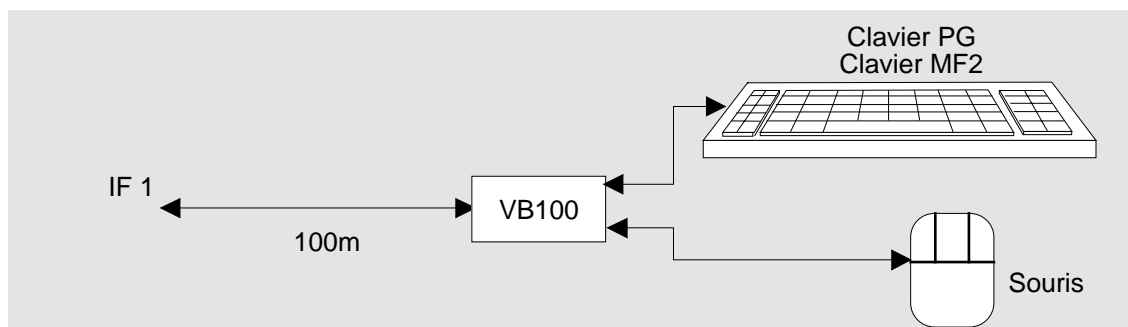 Clavier PG
Clavier MF2
IF 1
VB100
100m
Souris